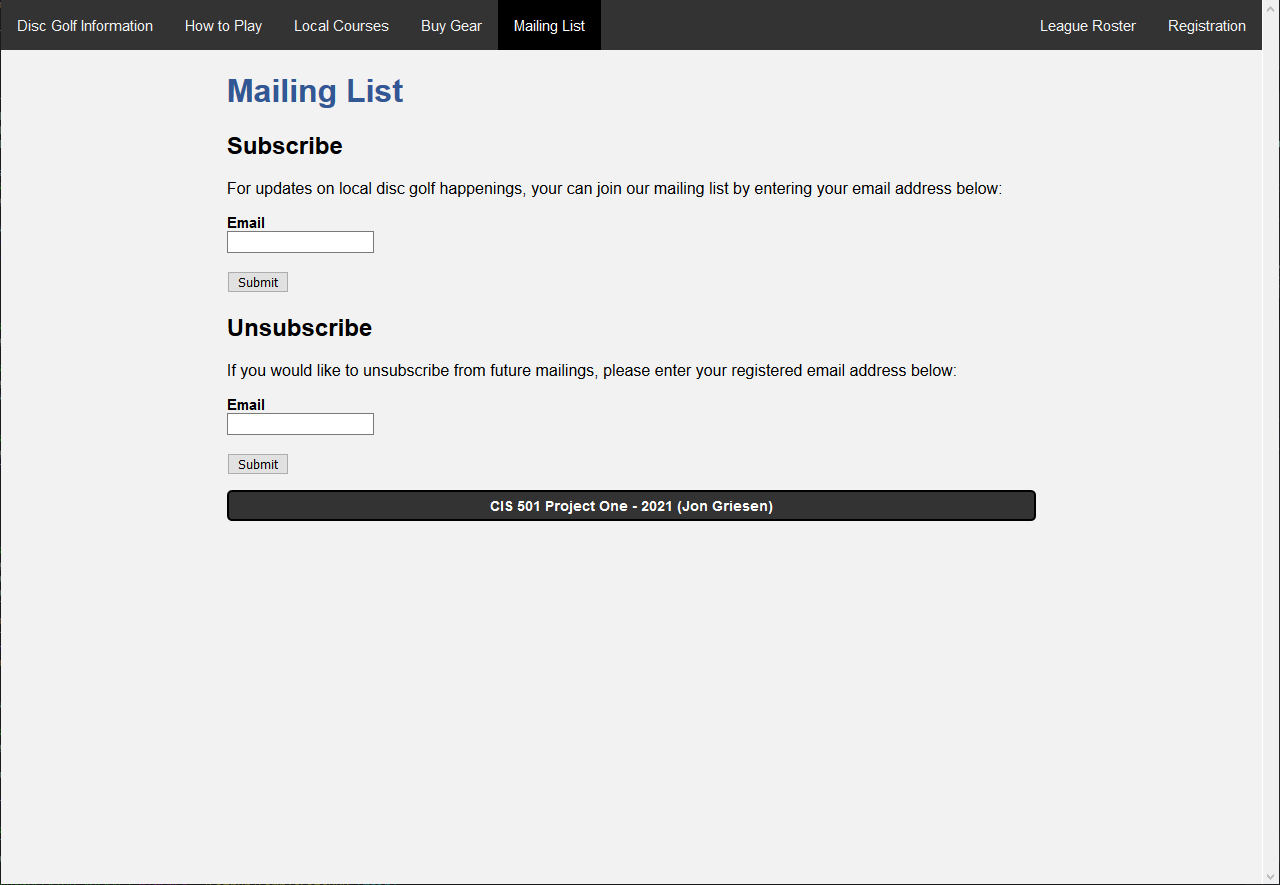 Disc Golf Information How to Play Local Courses Buy Gear Mailing List League Roster Registration
Mailing List
Subscribe
For updates on local disc golf happenings, your can join our mailing list by entering your email address below:
Email
Submit
Unsubscribe
If you would like to unsubscribe from future mailings, please enter your registered email address below:
Email
Submit
CIS 501 Project One - 2021 (Jon Griesen)